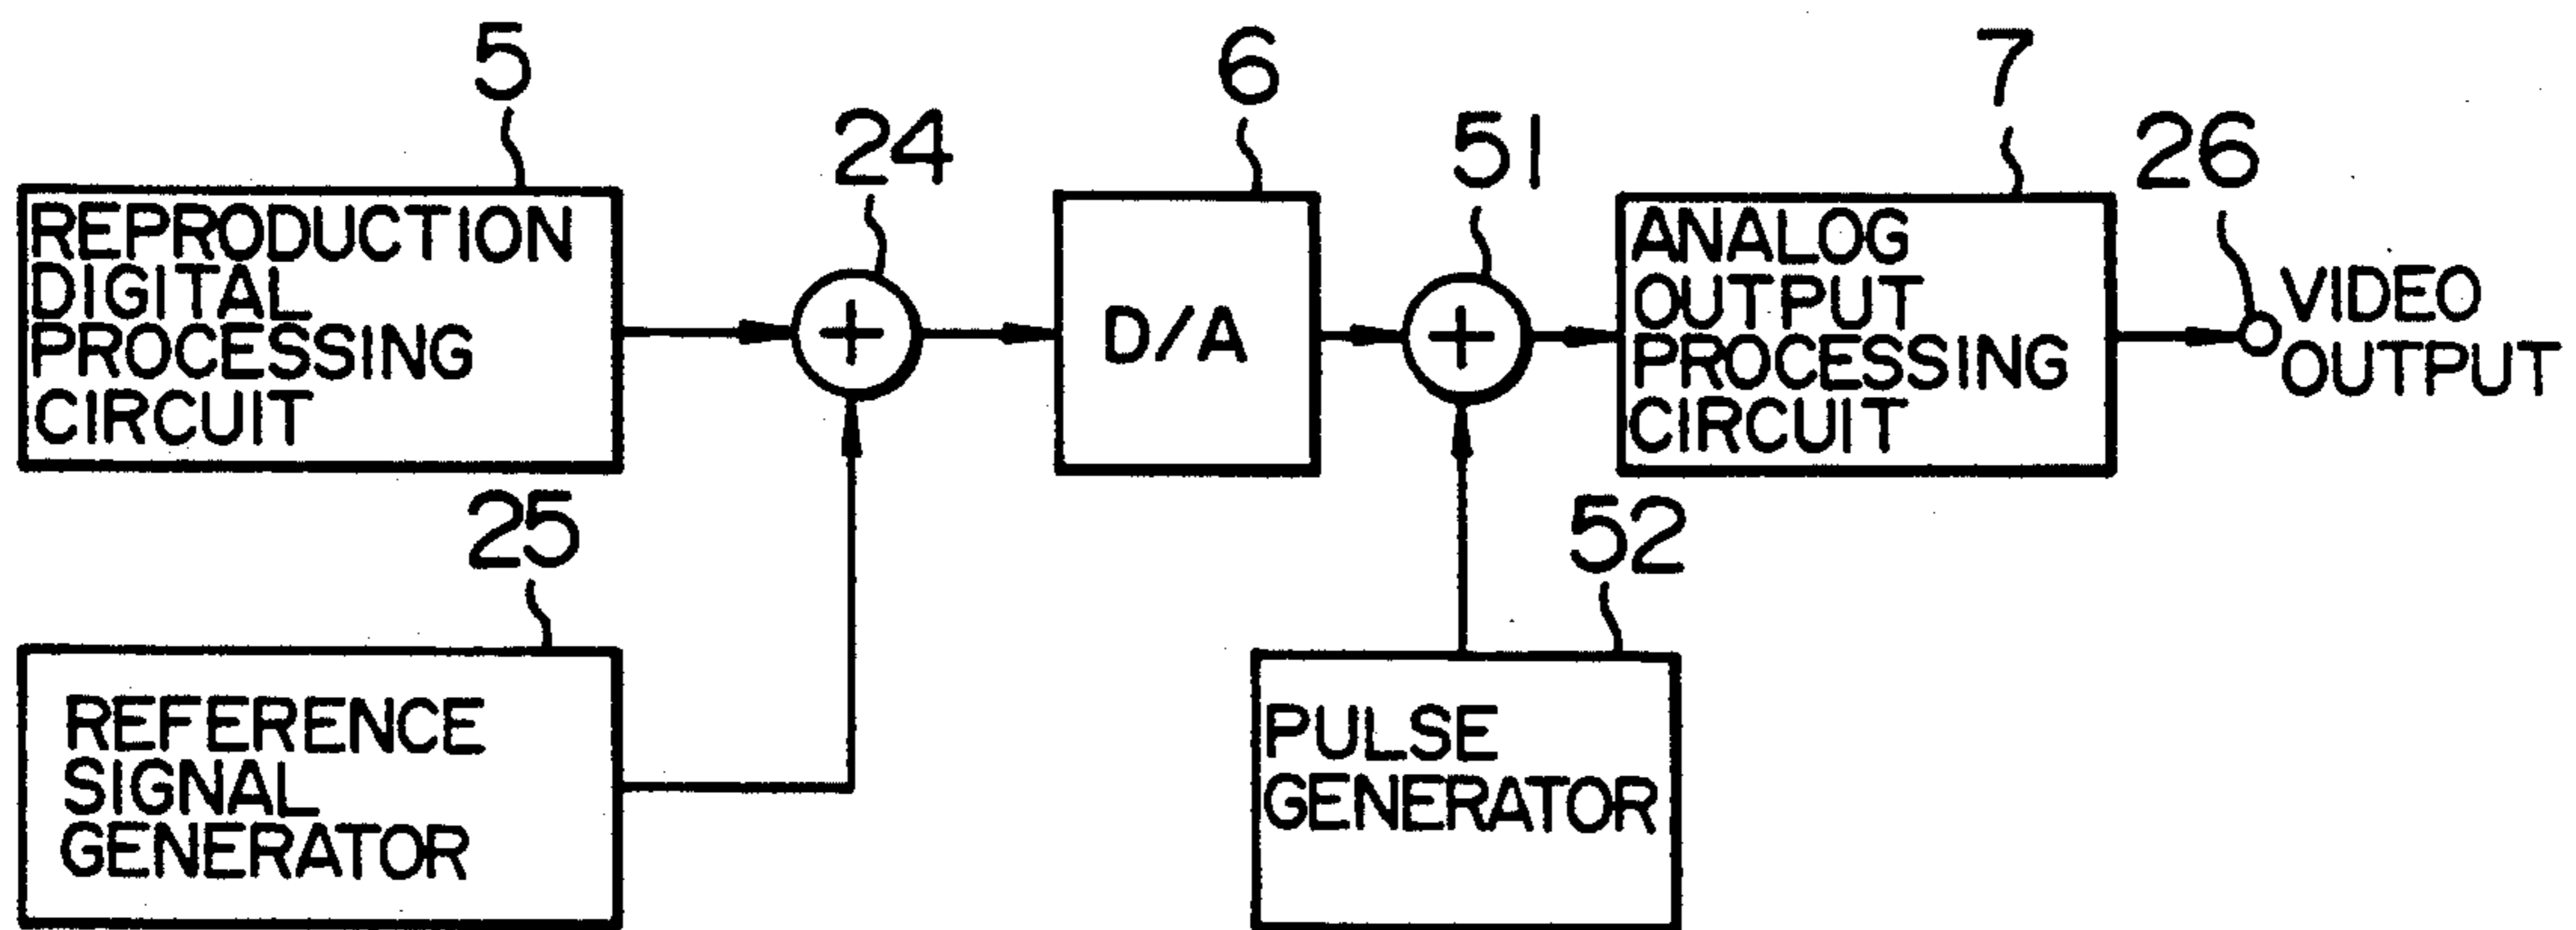 5
24
6
51
7
26
REPRODUCTION
DIGITAL
PROCESSING
CIRCUIT
+
D/A
+
ANALOG
OUTPUT
PROCESSING
CIRCUIT
VIDEO
OUTPUT
25
REFERENCE
SIGNAL
GENERATOR
52
PULSE
GENERATOR